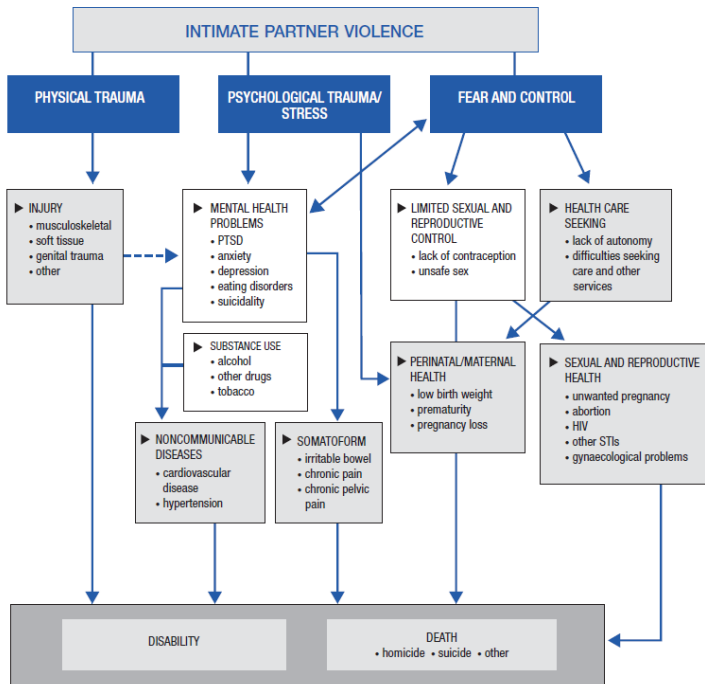 INTIMATE PARTNER VIOLENCE
PHYSICAL TRAUMA
PSYCHOLOGICAL TRAUMA/
STRESS
FEAR AND CONTROL
▶ INJURY
• musculoskeletal
• soft tissue
• genital trauma
• other
▶ MENTAL HEALTH
PROBLEMS
• PTSD
• anxiety
• depression
• eating disorders
• suicidality
▶ LIMITED SEXUAL AND
REPRODUCTIVE
CONTROL
• lack of contraception
• unsafe sex
▶ HEALTH CARE
SEEKING
• lack of autonomy
• difficulties seeking
care and other
services
▶ SUBSTANCE USE
• alcohol
• other drugs
• tobacco
▶ PERINATAL/MATERNAL
HEALTH
• low birth weight
• prematurity
• pregnancy loss
▶ SEXUAL AND REPRODUCTIVE
HEALTH
• unwanted pregnancy
• abortion
• HIV
• other STIs
• gynaecological problems
▶ NONCOMMUNICABLE
DISEASES
• cardiovascular
disease
• hypertension
▶ SOMATOFORM
• irritable bowel
• chronic pain
• chronic pelvic
pain
DISABILITY
DEATH
• homicide • suicide • other